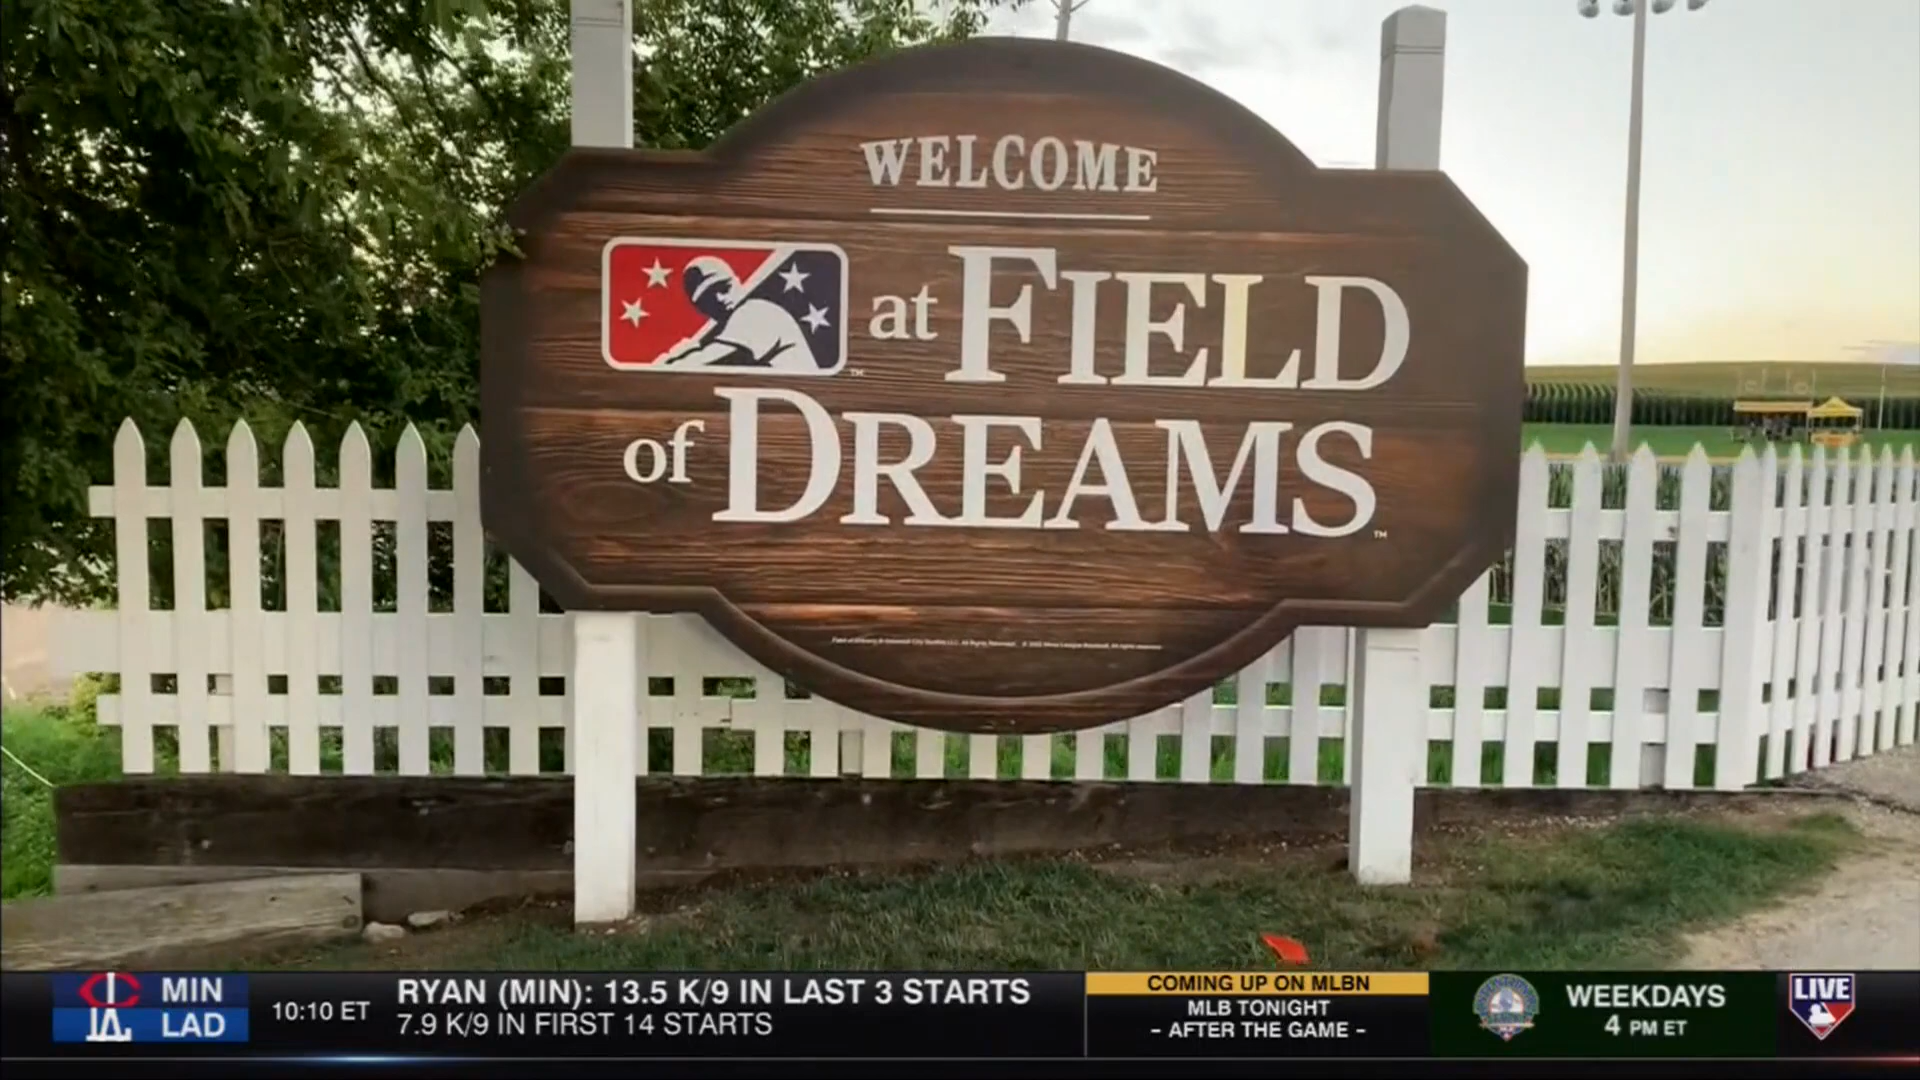 WELCOME
at FIELD
of DREAMS
MIN
LAD
10:10 ET
RYAN (MIN): 13.5 K/9 IN LAST 3 STARTS
7.9 K/9 IN FIRST 14 STARTS
COMING UP ON MLBN
MLB TONIGHT
- AFTER THE GAME -
WEEKDAYS
4 PM ET
LIVE